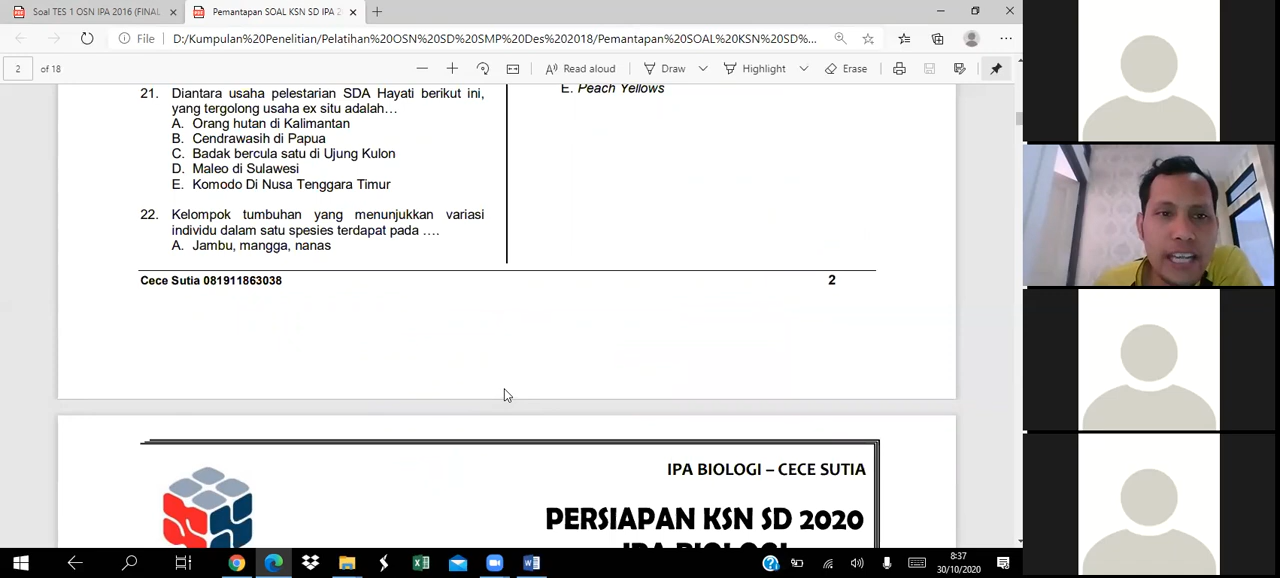 Soal TES 1 OSN IPA 2016 (FINAL
Pemantapan SOAL KSN SD IPA 2
File
D:/Kumpulan%20Penelitian/Pelatihan%20OSN%20SD%20SMP%20Des%202018/Pemantapan%20SOAL%20KSN%20SD%...
2 of 18
Read aloud
Draw
Highlight
Erase
21. Diantara usaha pelestarian SDA Hayati berikut ini,
yang tergolong usaha ex situ adalah…
A. Orang hutan di Kalimantan
B. Cendrawasih di Papua
C. Badak bercula satu di Ujung Kulon
D. Maleo di Sulawesi
E. Komodo Di Nusa Tenggara Timur
22. Kelompok tumbuhan yang menunjukkan variasi
individu dalam satu spesies terdapat pada ….
A. Jambu, mangga, nanas
E. Peach Yellows
Cece Sutia 081911863038
2
IPA BIOLOGI – CECE SUTIA
PERSIAPAN KSN SD 2020
IPA BIOLOGI
8:37
30/10/2020